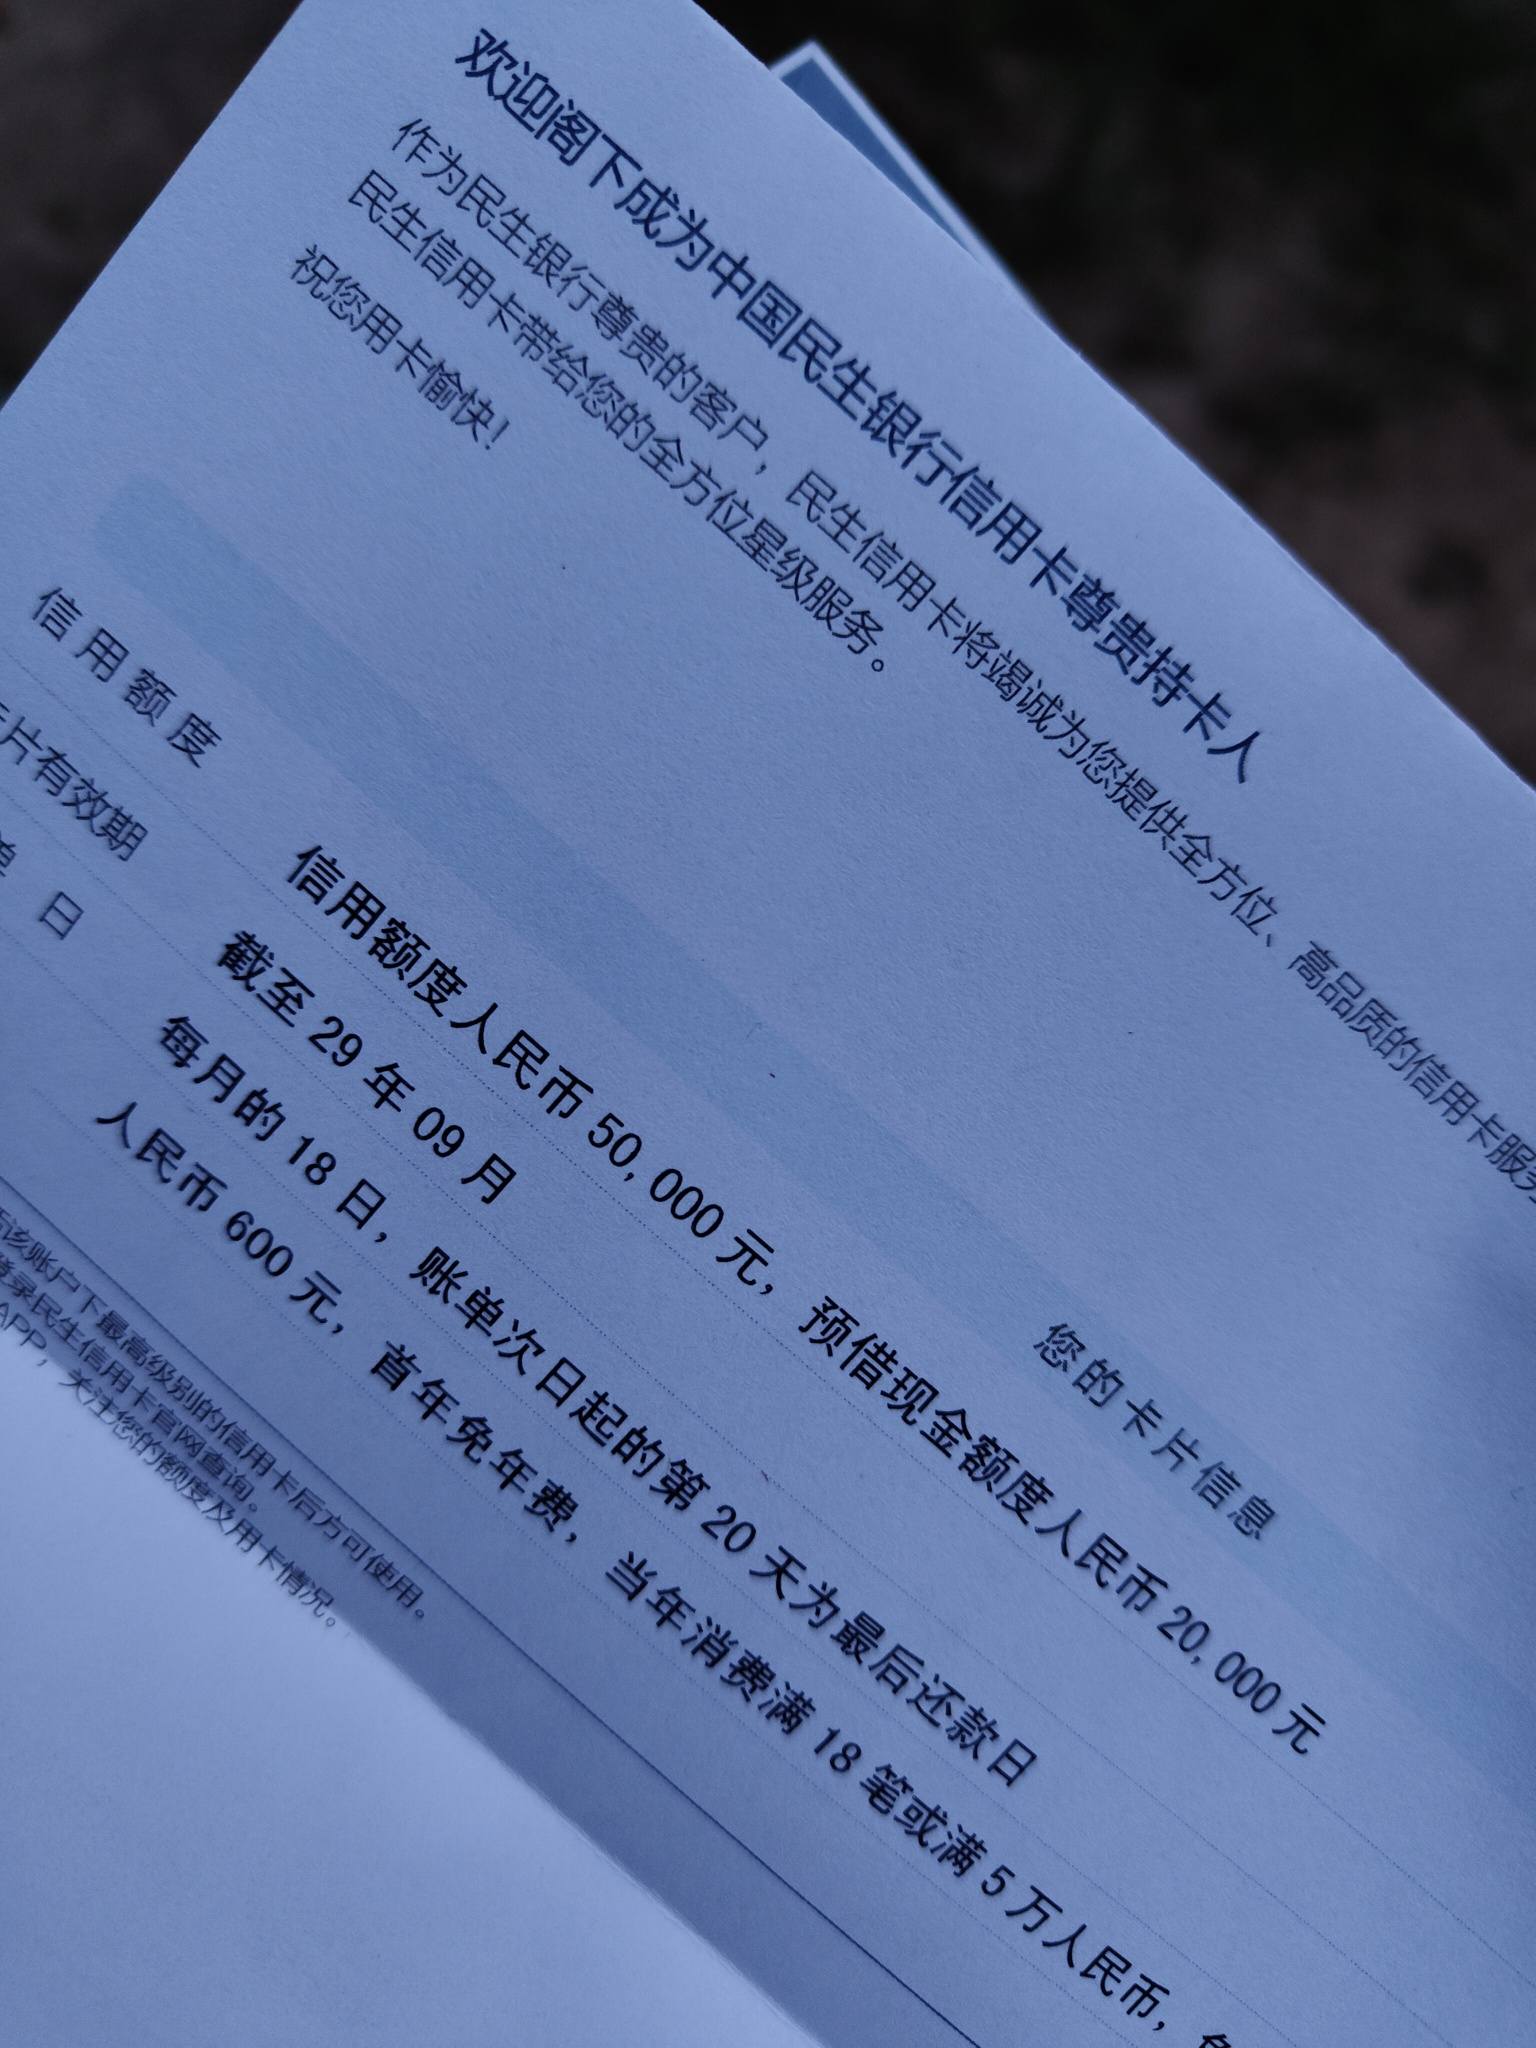 欢迎阁下成为中国民生银行信用卡尊贵持卡人
作为民生银行尊贵的客户，民生信用卡将竭诚为您提供全方位、高品质的信用卡服务
民生信用卡带给您的全方位星级服务。
祝您用卡愉快！
您的卡片信息
信用额度 信用额度人民币 50,000 元，预借现金额度人民币 20,000 元
片有效期 截至 29 年 09 月
日 每月的 18 日，账单次日起的第 20 天为最后还款日
人民币 600 元，首年免年费，当年消费满 18 笔或满 5 万人民币，
该账户下最高级别的信用卡后方可使用。
登录民生信用卡官网查询。
APP，关注您的额度及用卡情况。